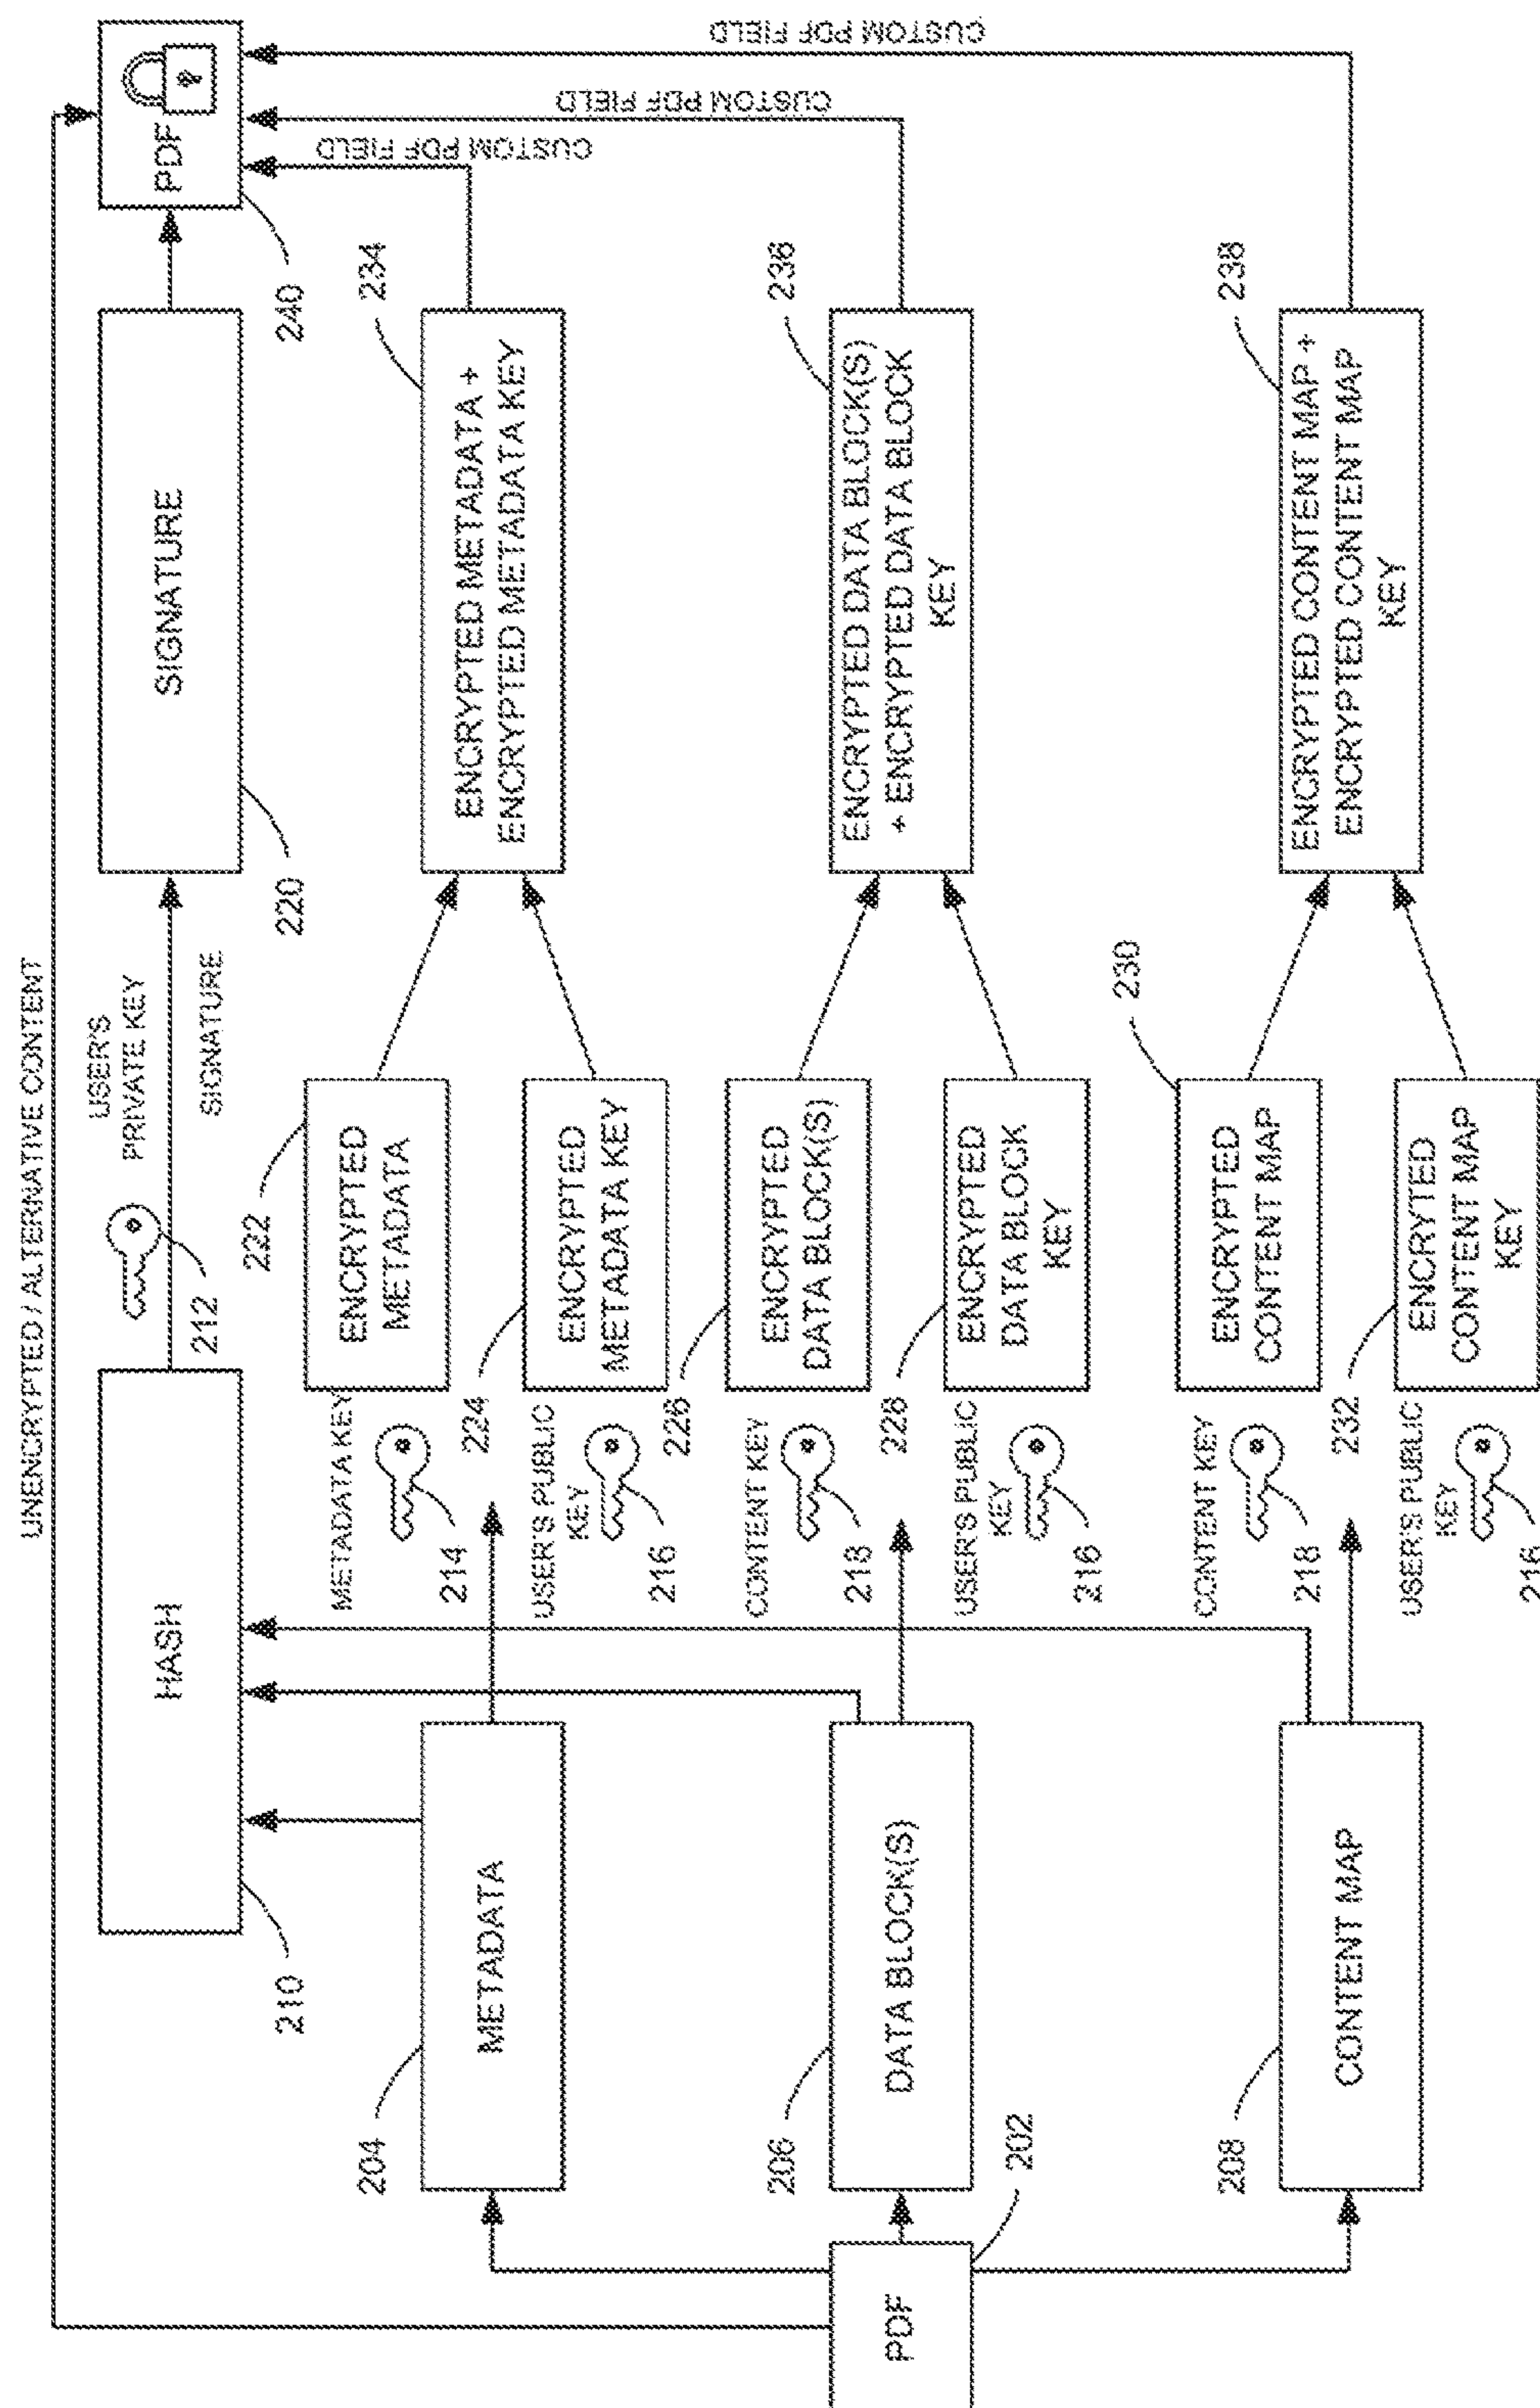 UNENCRYPTED / ALTERNATIVE CONTENT
PDF
202
METADATA
204
DATA BLOCK(S)
206
CONTENT MAP
208
HASH
210
USER'S
PRIVATE KEY
SIGNATURE
212
METADATA KEY
214
USER'S PUBLIC
KEY
216
CONTENT KEY
218
USER'S PUBLIC
KEY
216
CONTENT KEY
218
USER'S PUBLIC
KEY
216
ENCRYPTED
METADATA
222
ENCRYPTED
METADATA KEY
224
ENCRYPTED
DATA BLOCK(S)
226
ENCRYPTED
DATA BLOCK
KEY
228
ENCRYPTED
CONTENT MAP
230
ENCRYTED
CONTENT MAP
KEY
232
SIGNATURE
220
ENCRYPTED METADATA +
ENCRYPTED METADATA KEY
234
ENCRYPTED DATA BLOCK(S)
+ ENCRYPTED DATA BLOCK
KEY
236
ENCRYPTED CONTENT MAP +
ENCRYPTED CONTENT MAP
KEY
238
PDF
240
CUSTOM PDF FIELD
CUSTOM PDF FIELD
CUSTOM PDF FIELD